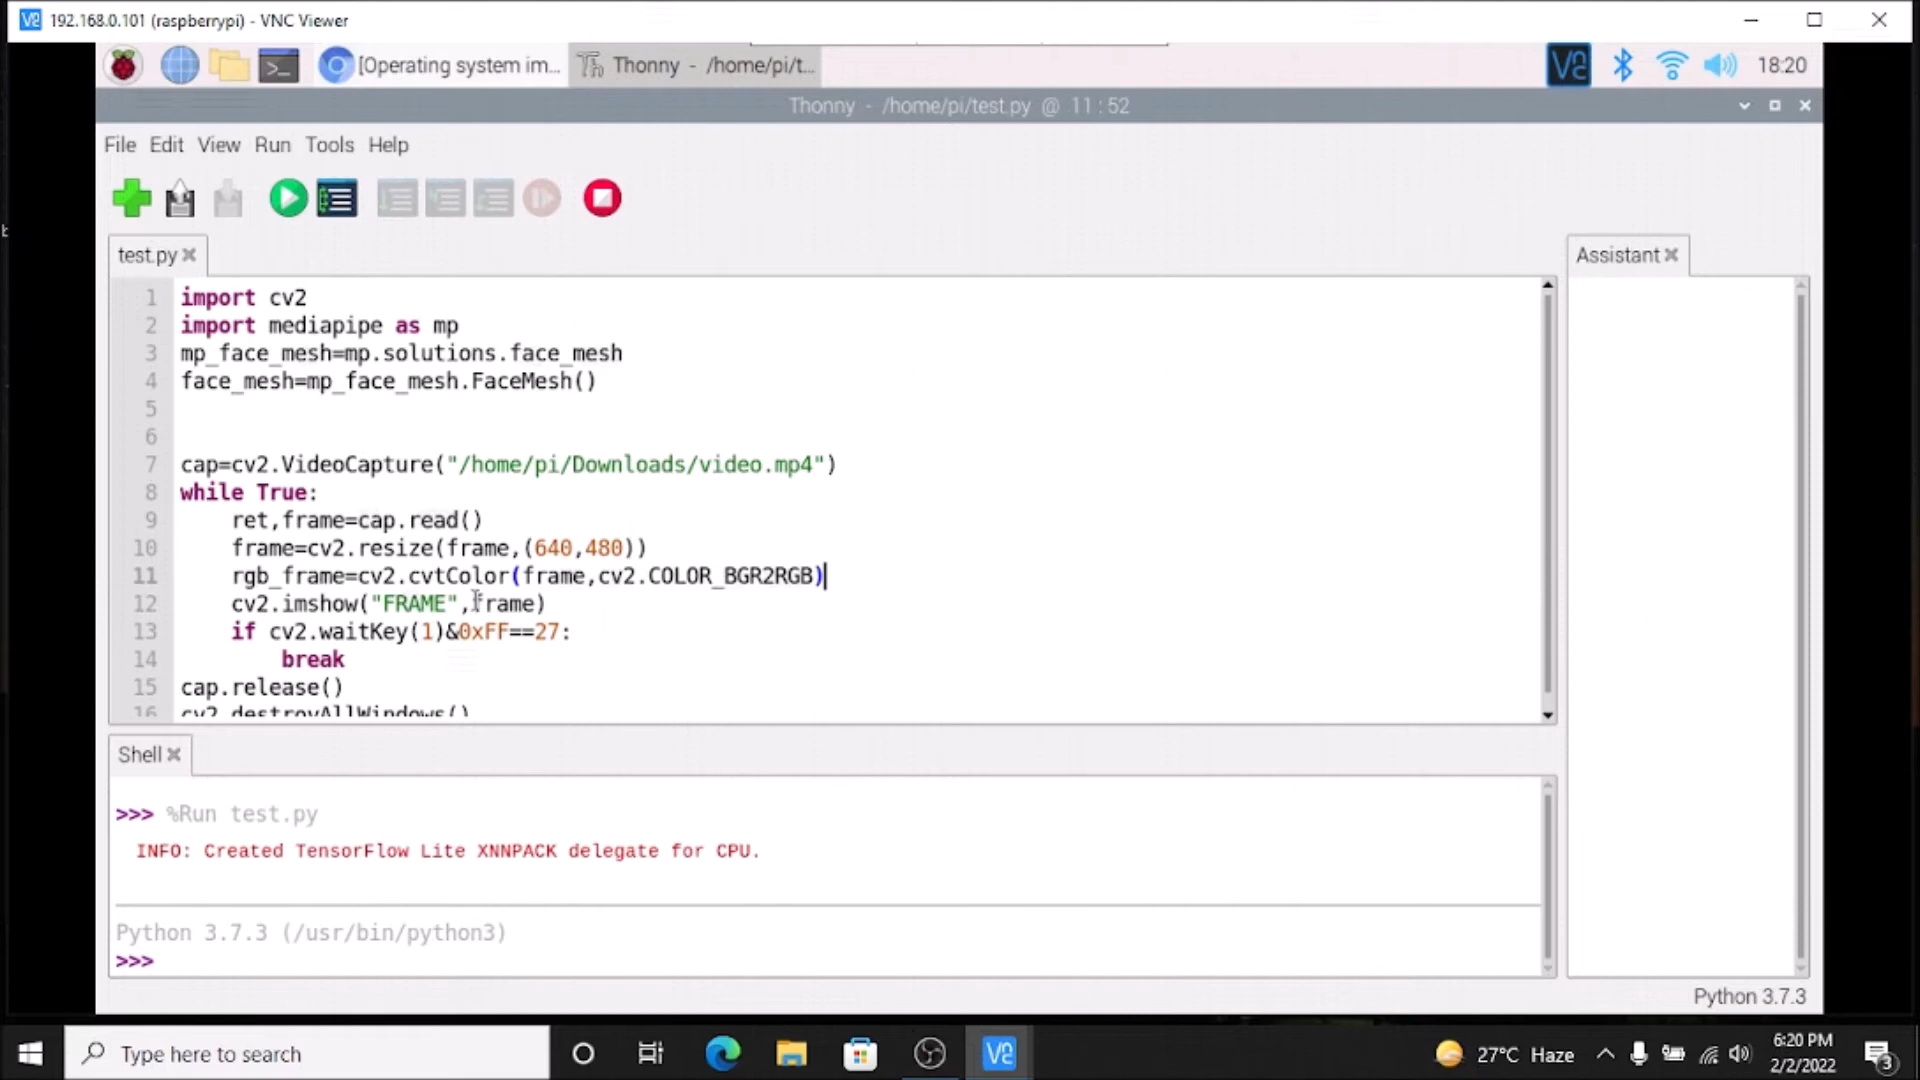 192.168.0.101 (raspberrypi) - VNC Viewer
[Operating system im...
Thonny - /home/pi/t...
18:20
Thonny - /home/pi/test.py @ 11 : 52
File Edit View Run Tools Help
test.py
Assistant
1 import cv2
2 import mediapipe as mp
3 mp_face_mesh=mp.solutions.face_mesh
4 face_mesh=mp_face_mesh.FaceMesh()
5
6
7 cap=cv2.VideoCapture("/home/pi/Downloads/video.mp4")
8 while True:
9 ret,frame=cap.read()
10 frame=cv2.resize(frame,(640,480))
11 rgb_frame=cv2.cvtColor(frame,cv2.COLOR_BGR2RGB)
12 cv2.imshow("FRAME",frame)
13 if cv2.waitKey(1)&0xFF==27:
14 break
15 cap.release()
16 cv2.destroyAllWindows()
Shell
>>> %Run test.py
INFO: Created TensorFlow Lite XNNPACK delegate for CPU.
Python 3.7.3 (/usr/bin/python3)
>>>
Python 3.7.3
Type here to search
27°C Haze
6:20 PM
2/2/2022
3